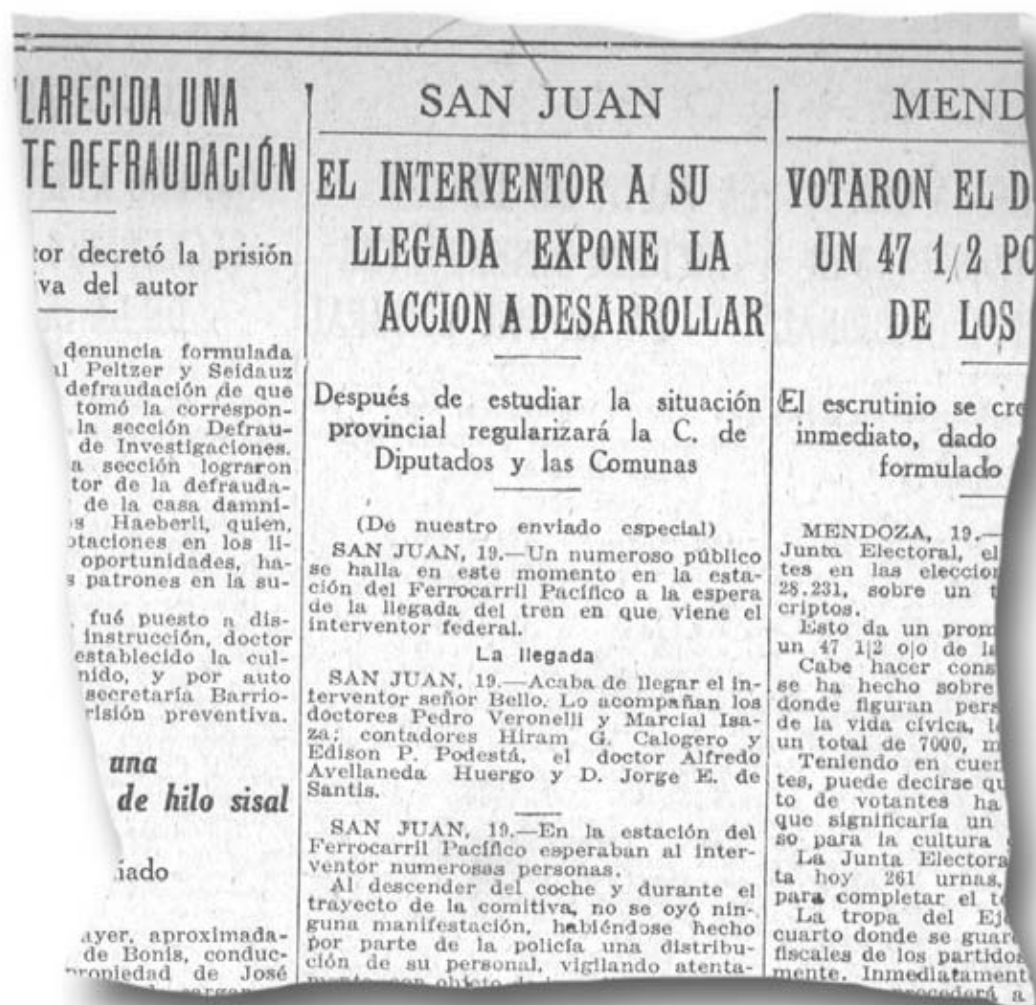 LARECIDA UNA
TE DEFRAUDACIÓN
tor decretó la prisión
va del autor
denuncia formulada
al Peltzer y Seidauz
defraudación de que
tomó la correspon-
la sección Defrau-
de Investigaciones.
a sección lograron
tor de la defrauda-
de la casa damni-
s Haeberli, quien,
otaciones en los li-
oportunidades, ha-
s patrones en la su-
fué puesto a dis-
instrucción, doctor
establecido la cul-
nido, y por auto
secretaría Barrio-
risión preventiva.
una
de hilo sisal
iado
ayer, aproximada-
de Bonis, conduc-
propiedad de José
SAN JUAN
EL INTERVENTOR A SU
LLEGADA EXPONE LA
ACCION A DESARROLLAR
Después de estudiar la situación
provincial regularizará la C. de
Diputados y las Comunas
(De nuestro enviado especial)
SAN JUAN, 19.—Un numeroso público
se halla en este momento en la esta-
ción del Ferrocarril Pacífico a la espera
de la llegada del tren en que viene el
interventor federal.
La llegada
SAN JUAN, 19.—Acaba de llegar el in-
terventor señor Bello. Lo acompañan los
doctores Pedro Veronelli y Marcial Isa-
za; contadores Hiram G. Calogero y
Edison P. Podestá, el doctor Alfredo
Avellaneda Huergo y D. Jorge E. de
Santis.
SAN JUAN, 19.—En la estación del
Ferrocarril Pacífico esperaban al inter-
ventor numerosas personas.
Al descender del coche y durante el
trayecto de la comitiva, no se oyó nin-
guna manifestación, habiéndose hecho
por parte de la policía una distribu-
ción de su personal, vigilando atenta-
MEND
VOTARON EL D
UN 47 1/2 PO
DE LOS
El escrutinio se cre
inmediato, dado
formulado
MENDOZA, 19.—
Junta Electoral, el
tes en las eleccion
28.231, sobre un t
criptos.
Esto da un prom
un 47 1|2 o|o de la
Cabe hacer cons
se ha hecho sobre
donde figuran pers
de la vida cívica, l
un total de 7000, m
Teniendo en cuen
tes, puede decirse qu
to de votantes ha
que significaría un
so para la cultura
La Junta Electora
ta hoy 261 urnas,
para completar el t
La tropa del Eje
cuarto donde se guar
fiscales de los partidos
mente. Inmediatament
procederá a